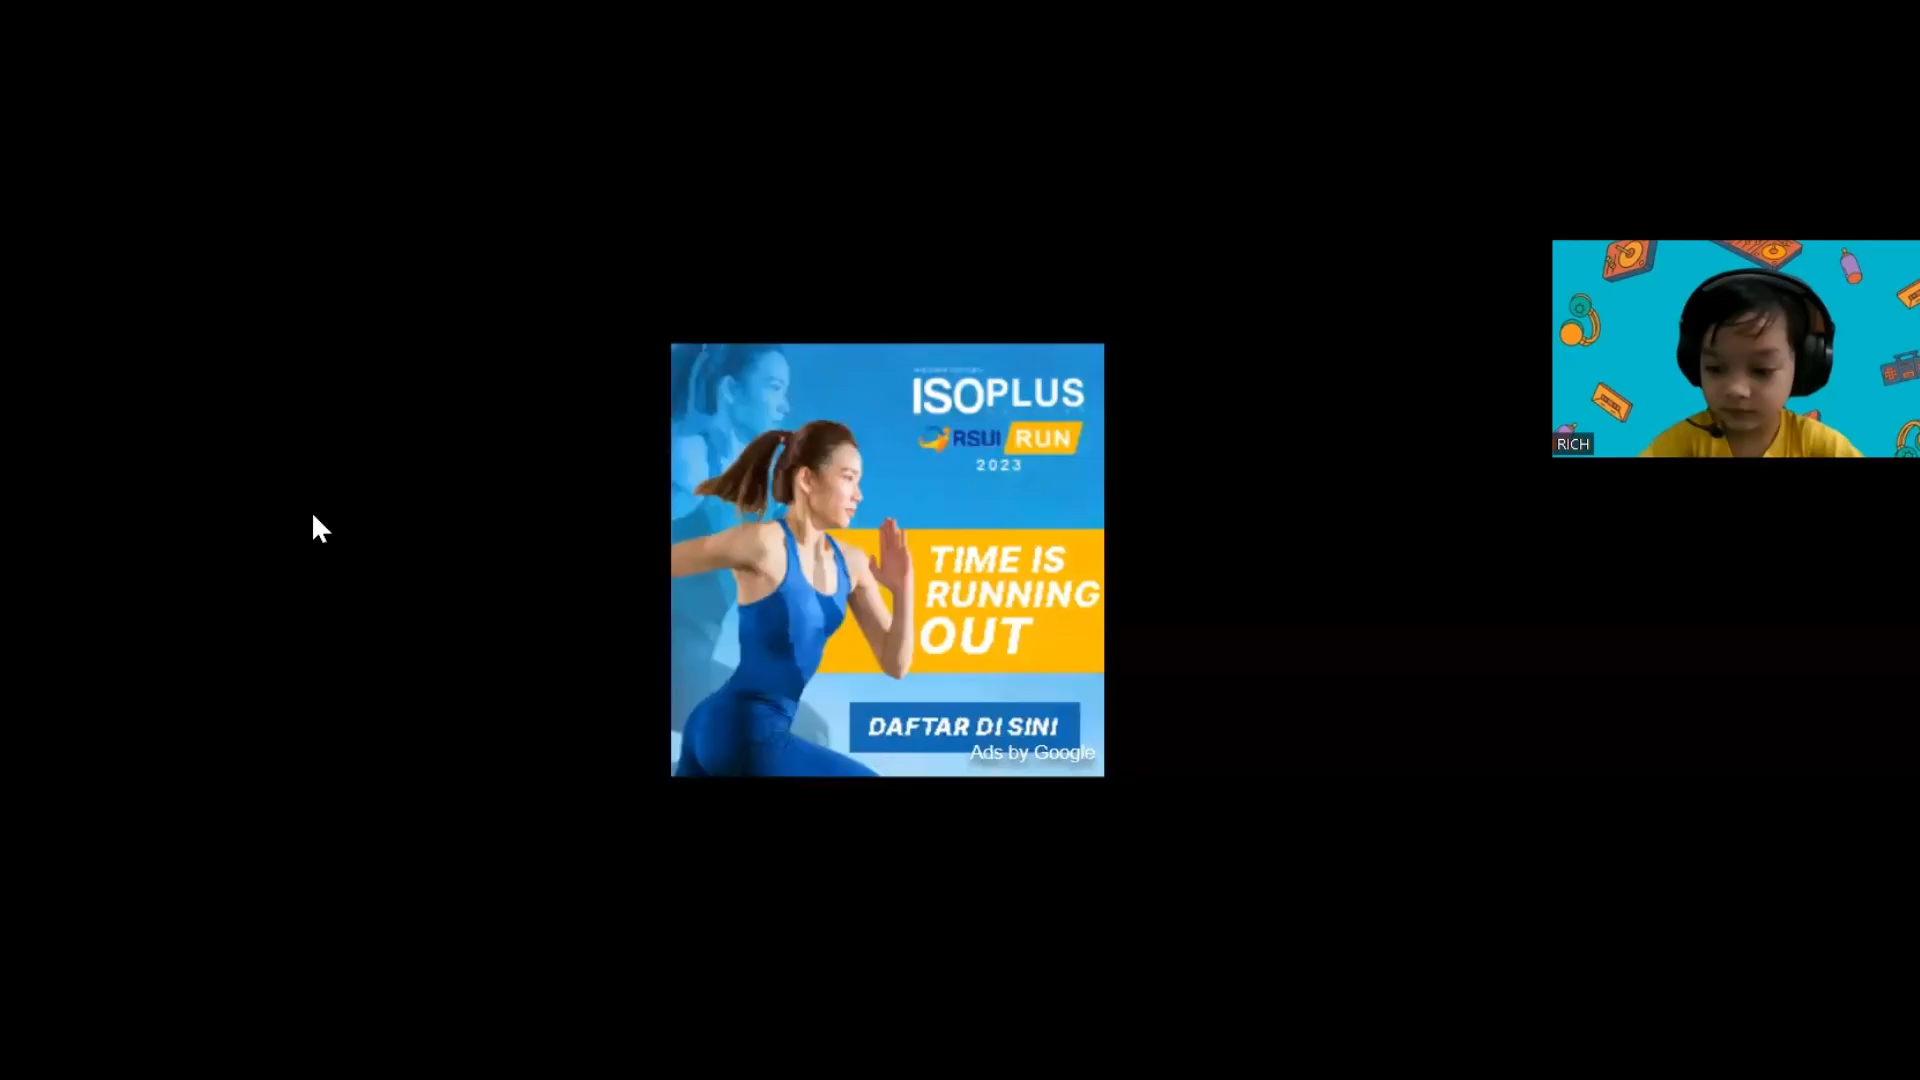 ISOPLUS
RSUI RUN
2023
TIME IS
RUNNING
OUT
DAFTAR DI SINI
Ads by Google
RICH